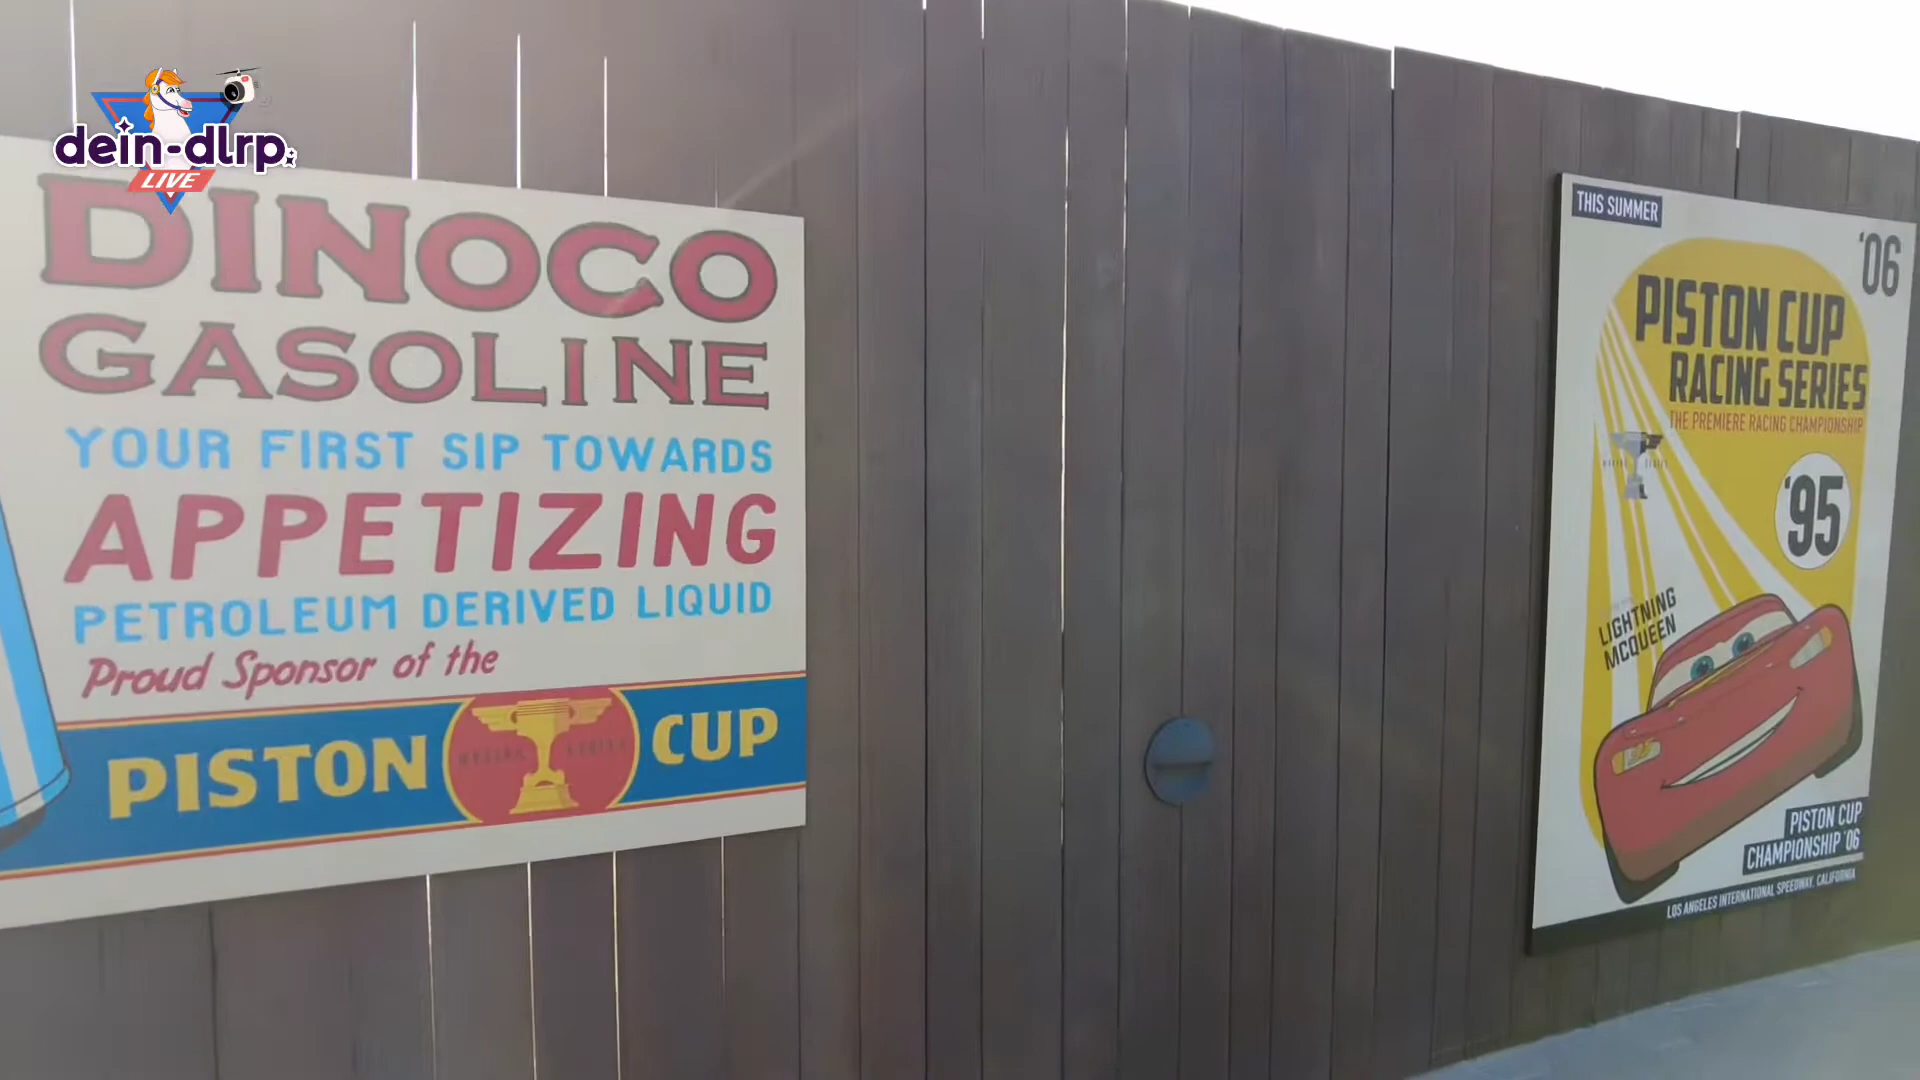 dein-dlrp.
LIVE
DINOCO
GASOLINE
YOUR FIRST SIP TOWARDS
APPETIZING
PETROLEUM DERIVED LIQUID
Proud Sponsor of the
PISTON CUP
THIS SUMMER
'06
PISTON CUP
RACING SERIES
THE PREMIERE RACING CHAMPIONSHIP
'95
LIGHTNING
MCQUEEN
PISTON CUP
CHAMPIONSHIP '06
LOS ANGELES INTERNATIONAL SPEEDWAY, CALIFORNIA